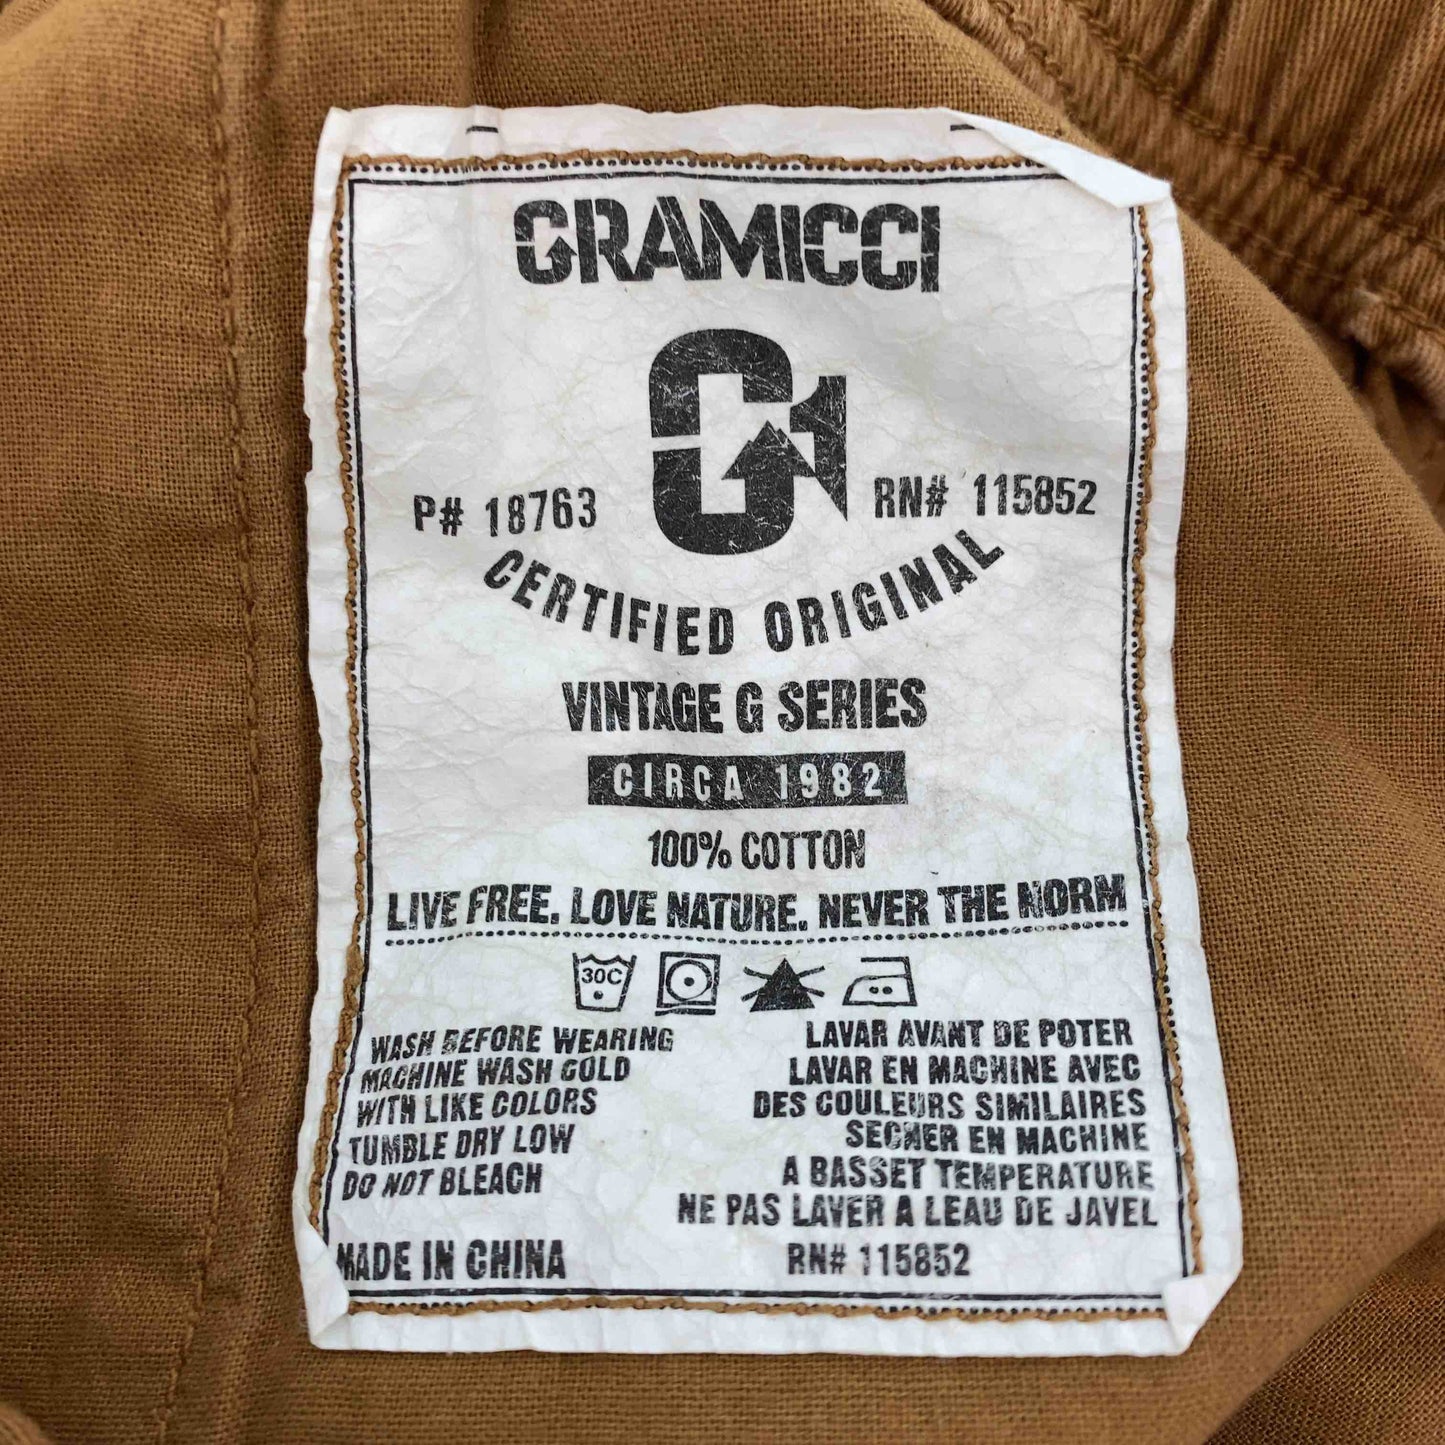 GRAMICCI
G1
P# 18763
RN# 115852
CERTIFIED ORIGINAL
VINTAGE G SERIES
CIRCA 1982
100% COTTON
LIVE FREE. LOVE NATURE. NEVER THE NORM
30C
WASH BEFORE WEARING
MACHINE WASH COLD
WITH LIKE COLORS
TUMBLE DRY LOW
DO NOT BLEACH
LAVAR AVANT DE POTER
LAVAR EN MACHINE AVEC
DES COULEURS SIMILAIRES
SECHER EN MACHINE
A BASSET TEMPERATURE
NE PAS LAVER A LEAU DE JAVEL
MADE IN CHINA
RN# 115852